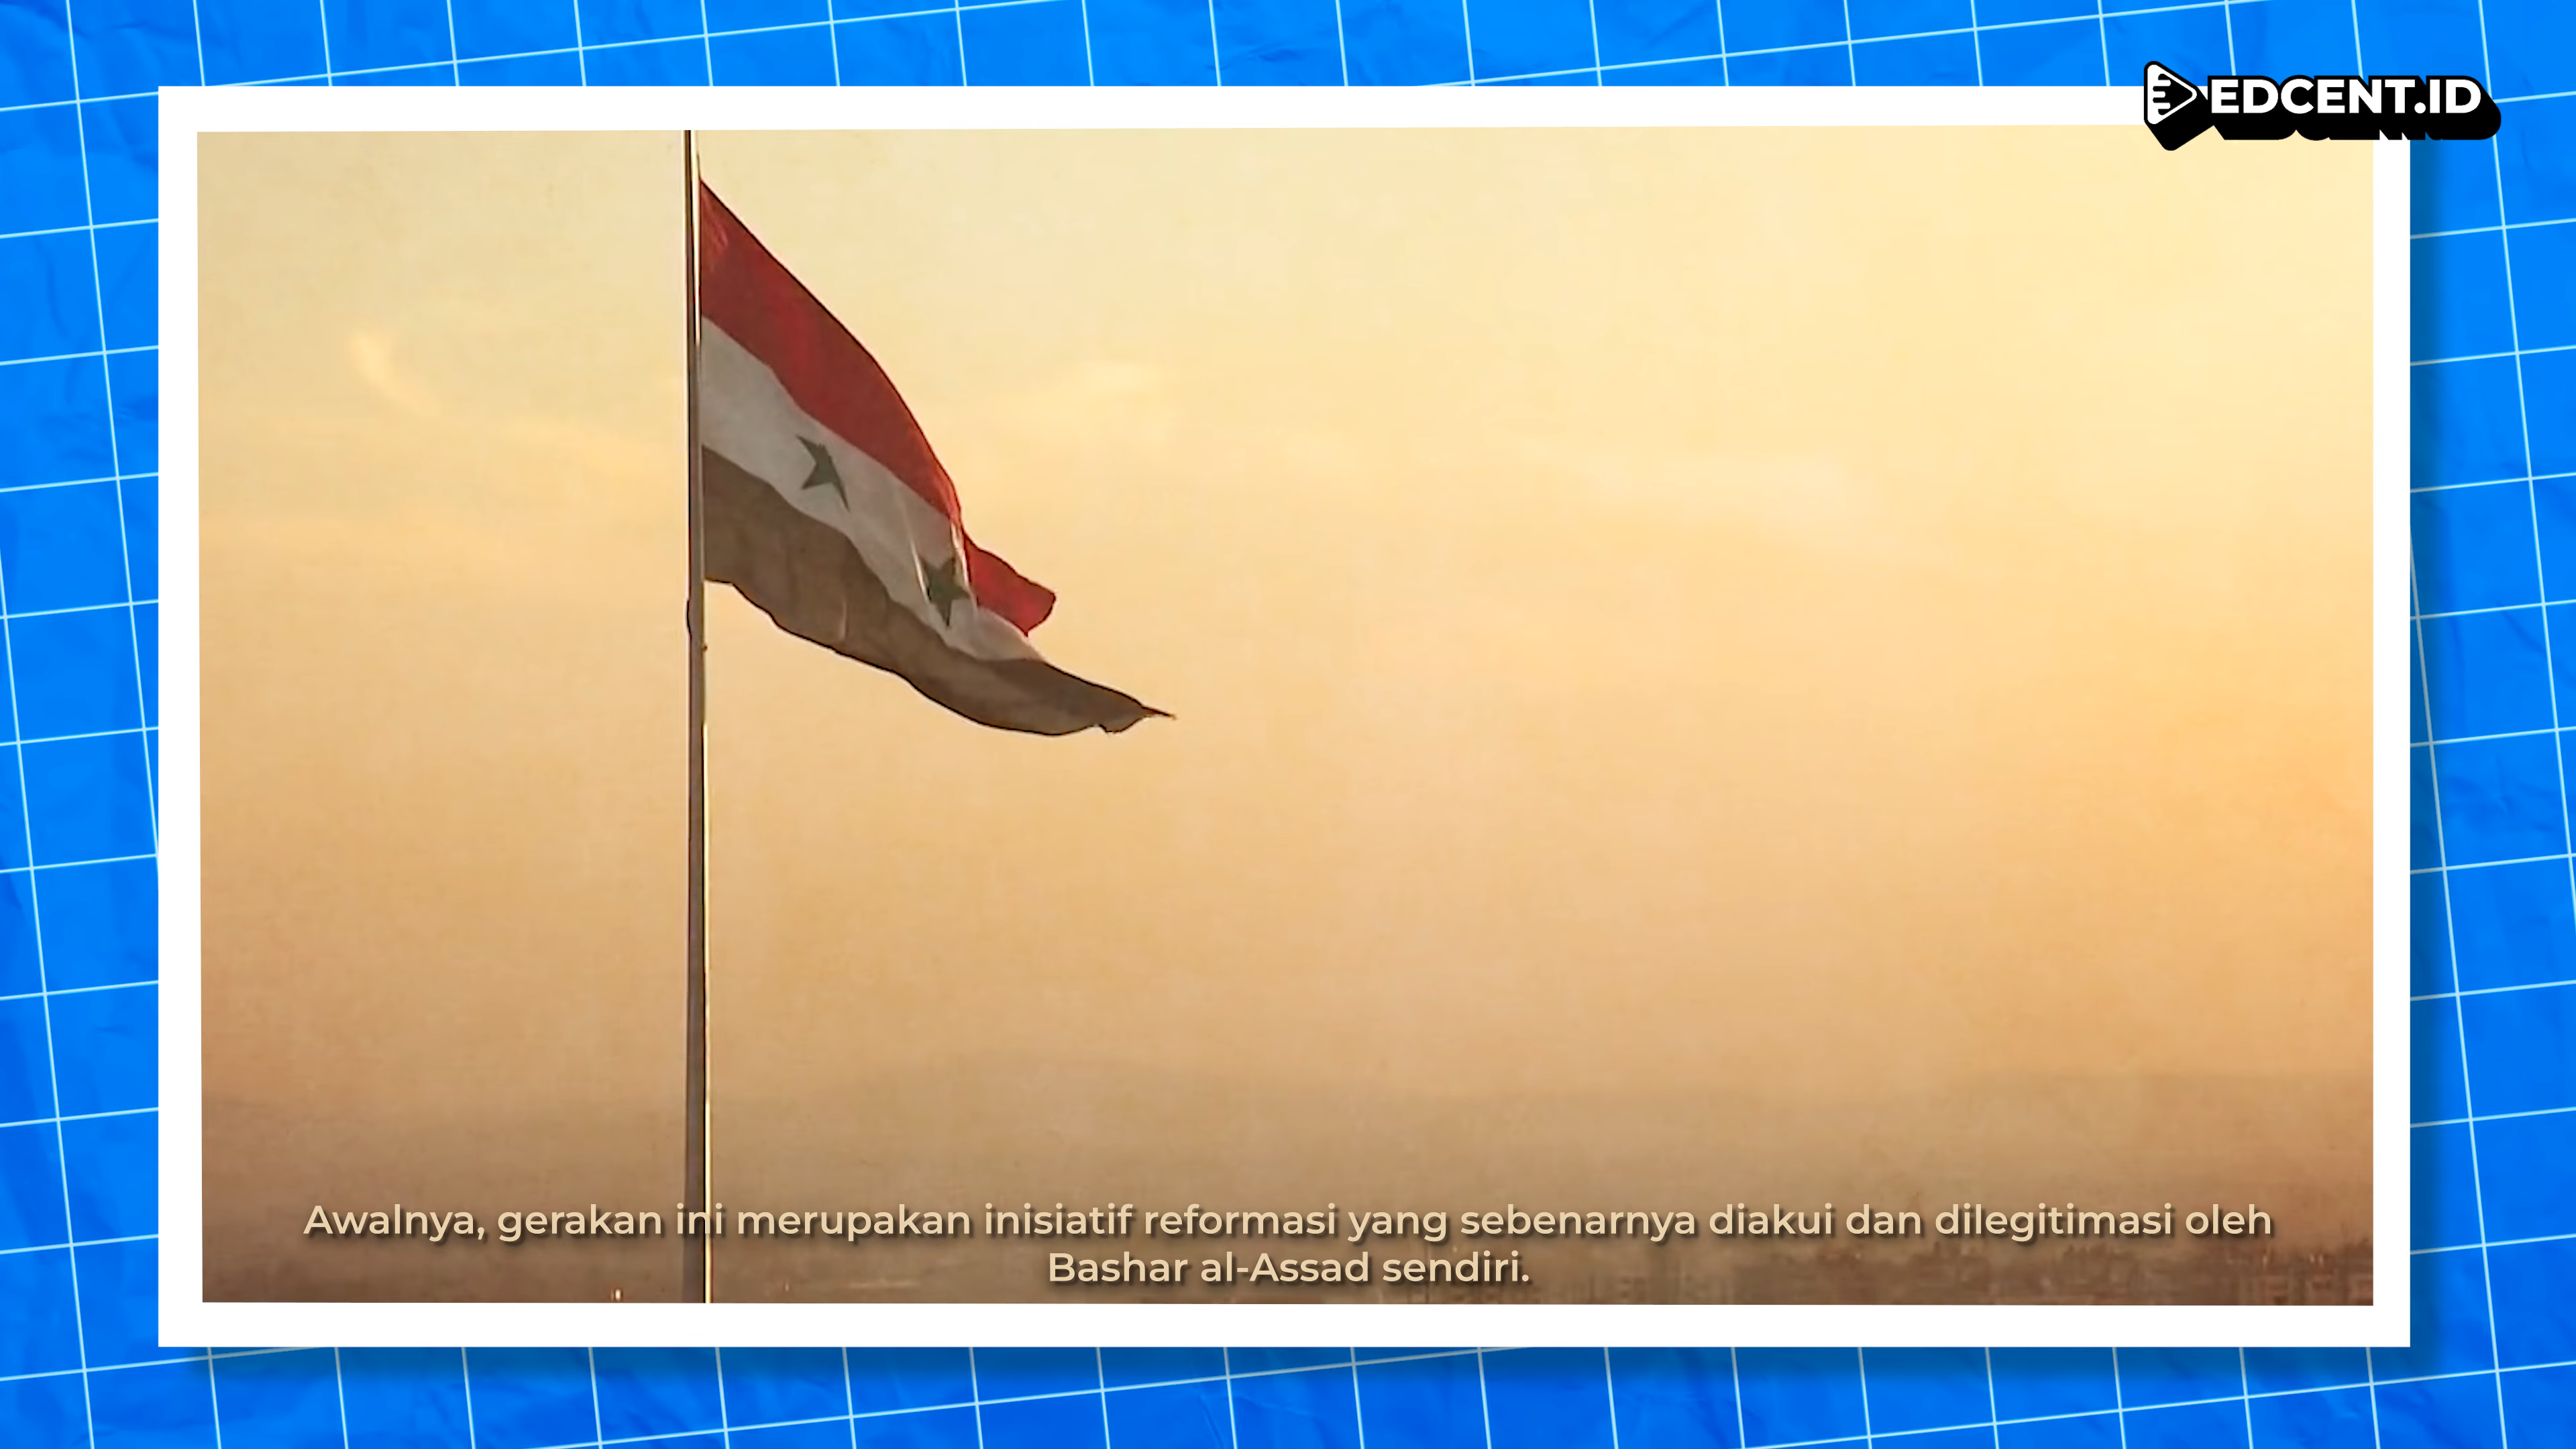 EDCENT.ID
Awalnya, gerakan ini merupakan inisiatif reformasi yang sebenarnya diakui dan dilegitimasi oleh
Bashar al-Assad sendiri.